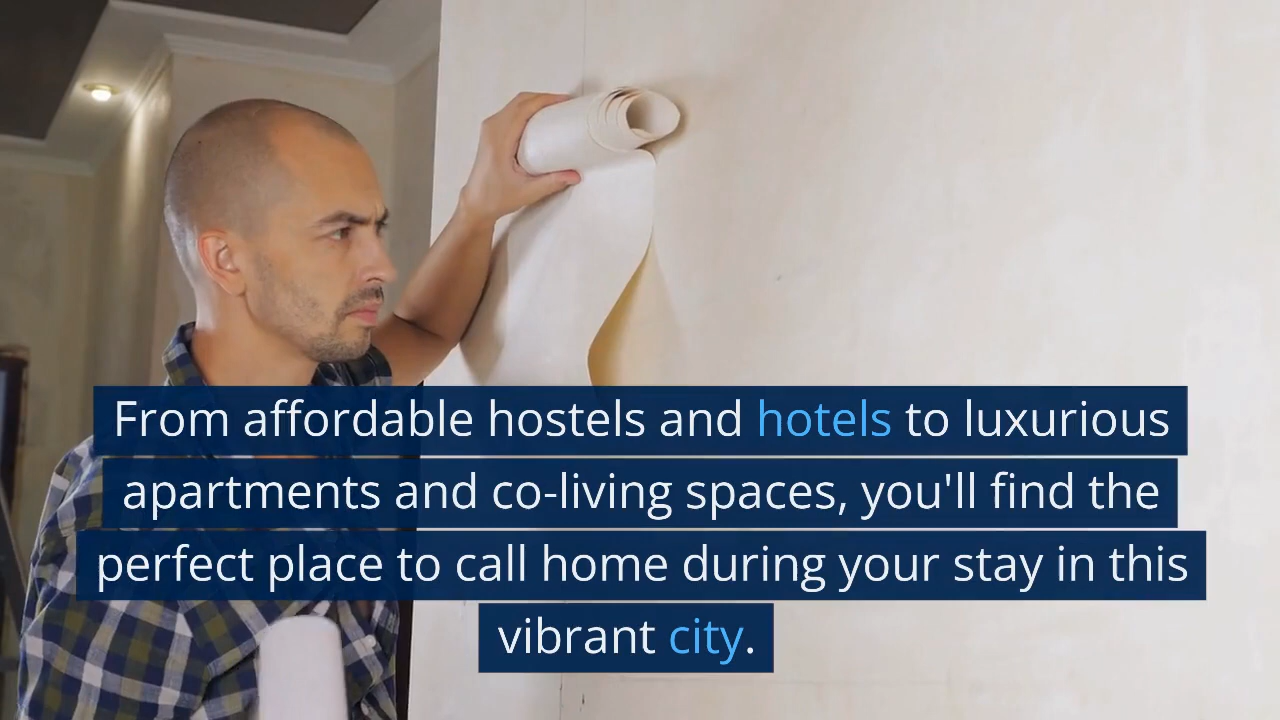 From affordable hostels and hotels to luxurious
apartments and co-living spaces, you'll find the
perfect place to call home during your stay in this
vibrant city.